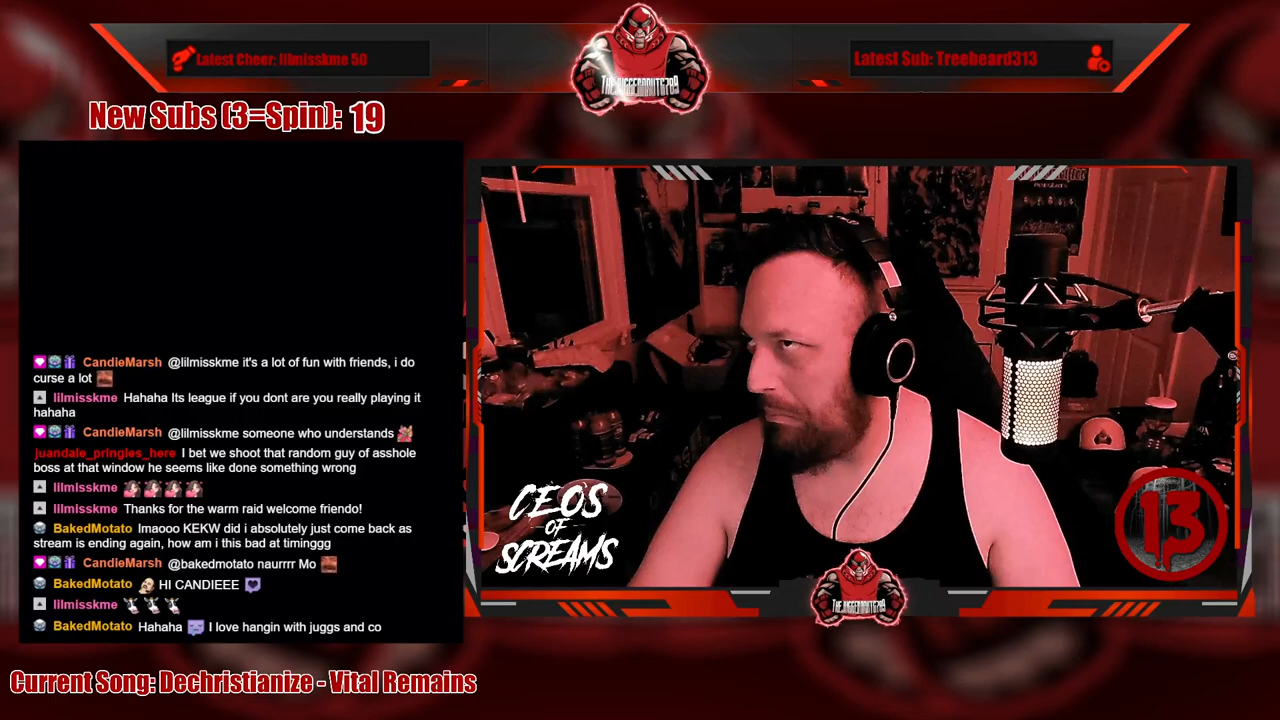 Latest Cheer: lilmisskme 50
THEJUGGERNAUT6789
Latest Sub: Treebeard313
New Subs (3=Spin): 19
CandieMarsh @lilmisskme it's a lot of fun with friends, i do
curse a lot
lilmisskme Hahaha Its league if you dont are you really playing it
hahaha
CandieMarsh @lilmisskme someone who understands
juandale_pringles_here I bet we shoot that random guy of asshole
boss at that window he seems like done something wrong
lilmisskme
lilmisskme Thanks for the warm raid welcome friendo!
BakedMotato lmaooo KEKW did i absolutely just come back as
stream is ending again, how am i this bad at timinggg
CandieMarsh @bakedmotato naurrrr Mo
BakedMotato HI CANDIEEE
lilmisskme
BakedMotato Hahaha I love hangin with juggs and co
CEOS
OF
SCREAMS
13
THEJUGGERNAUT6789
Current Song: Dechristianize - Vital Remains